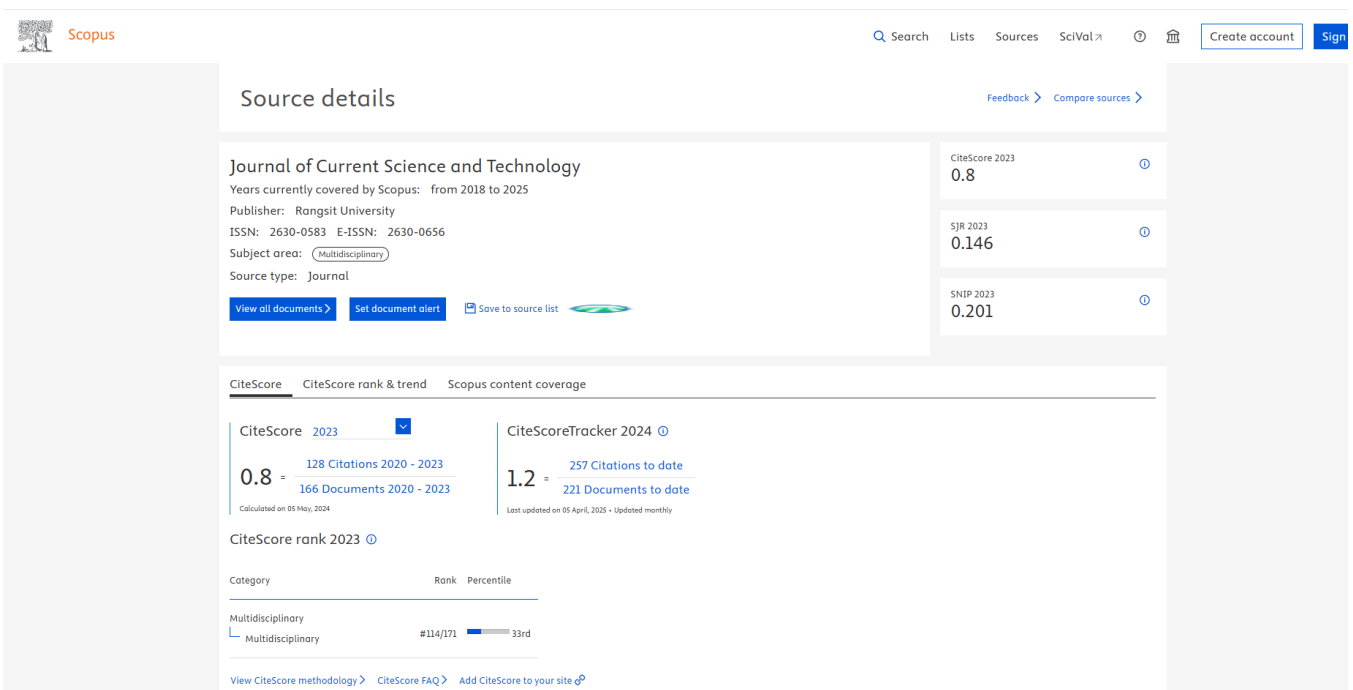 Scopus
Search Lists Sources SciVal Create account Sign
Source details
Feedback Compare sources
Journal of Current Science and Technology
Years currently covered by Scopus: from 2018 to 2025
Publisher: Rangsit University
ISSN: 2630-0583 E-ISSN: 2630-0656
Subject area: Multidisciplinary
Source type: Journal
View all documents Set document alert Save to source list
CiteScore 2023
0.8
SJR 2023
0.146
SNIP 2023
0.201
CiteScore CiteScore rank & trend Scopus content coverage
CiteScore 2023
0.8 = 128 Citations 2020 - 2023
166 Documents 2020 - 2023
Calculated on 05 May, 2024
CiteScoreTracker 2024
1.2 = 257 Citations to date
221 Documents to date
Last updated on 05 April, 2025 • Updated monthly
CiteScore rank 2023
Category Rank Percentile
Multidisciplinary
Multidisciplinary #114/171 33rd
View CiteScore methodology CiteScore FAQ Add CiteScore to your site